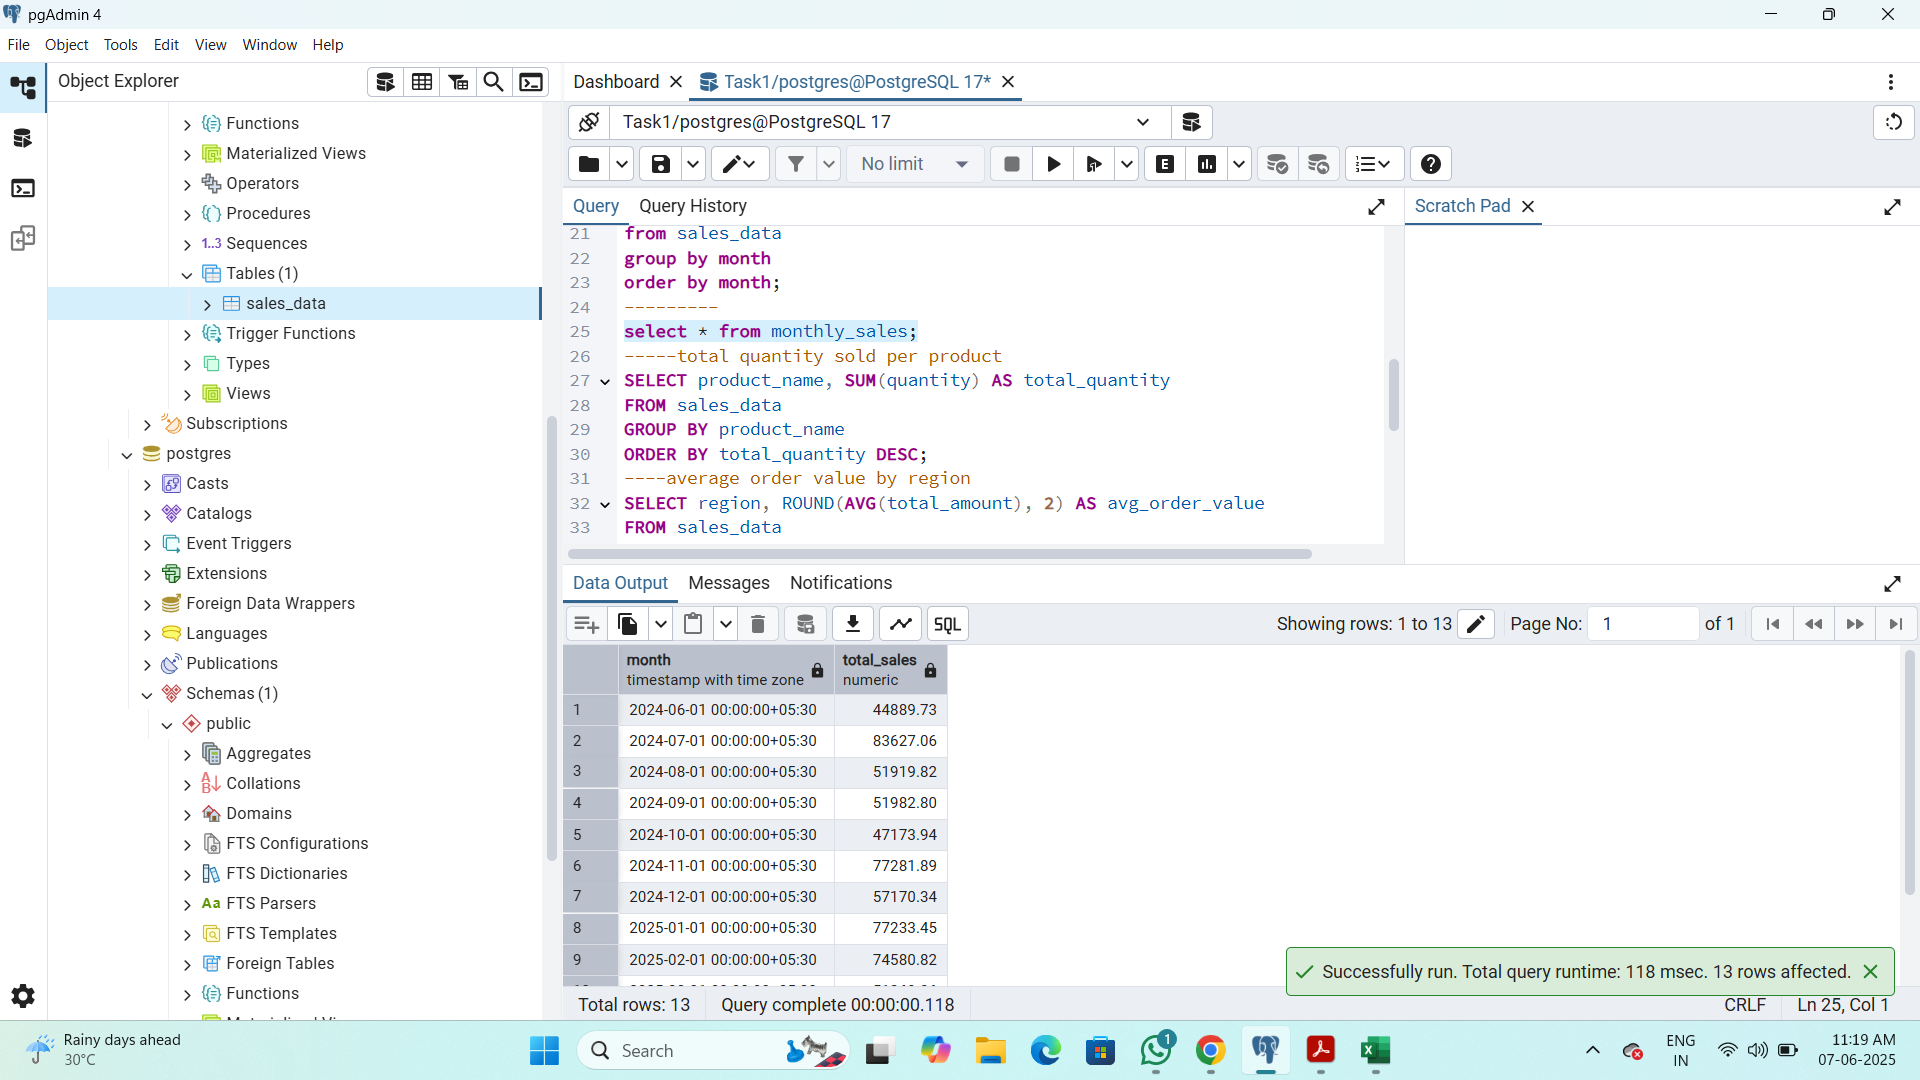 pgAdmin 4
File Object Tools Edit View Window Help
Object Explorer
Functions
Materialized Views
Operators
Procedures
1..3 Sequences
Tables (1)
sales_data
Trigger Functions
Types
Views
Subscriptions
postgres
Casts
Catalogs
Event Triggers
Extensions
Foreign Data Wrappers
Languages
Publications
Schemas (1)
public
Aggregates
Collations
Domains
FTS Configurations
FTS Dictionaries
Aa FTS Parsers
FTS Templates
Foreign Tables
Functions
Dashboard Task1/postgres@PostgreSQL 17*
Task1/postgres@PostgreSQL 17
No limit E
Query Query History
Scratch Pad
21 from sales_data
22 group by month
23 order by month;
24 ---------
25 select * from monthly_sales;
26 -----total quantity sold per product
27 SELECT product_name, SUM(quantity) AS total_quantity
28 FROM sales_data
29 GROUP BY product_name
30 ORDER BY total_quantity DESC;
31 ----average order value by region
32 SELECT region, ROUND(AVG(total_amount), 2) AS avg_order_value
33 FROM sales_data
Data Output Messages Notifications
SQL Showing rows: 1 to 13 Page No: 1 of 1
month total_sales
timestamp with time zone numeric
1 2024-06-01 00:00:00+05:30 44889.73
2 2024-07-01 00:00:00+05:30 83627.06
3 2024-08-01 00:00:00+05:30 51919.82
4 2024-09-01 00:00:00+05:30 51982.80
5 2024-10-01 00:00:00+05:30 47173.94
6 2024-11-01 00:00:00+05:30 77281.89
7 2024-12-01 00:00:00+05:30 57170.34
8 2025-01-01 00:00:00+05:30 77233.45
9 2025-02-01 00:00:00+05:30 74580.82
Successfully run. Total query runtime: 118 msec. 13 rows affected.
Total rows: 13 Query complete 00:00:00.118 CRLF Ln 25, Col 1
Rainy days ahead
30°C
Search
1
ENG
IN
11:19 AM
07-06-2025